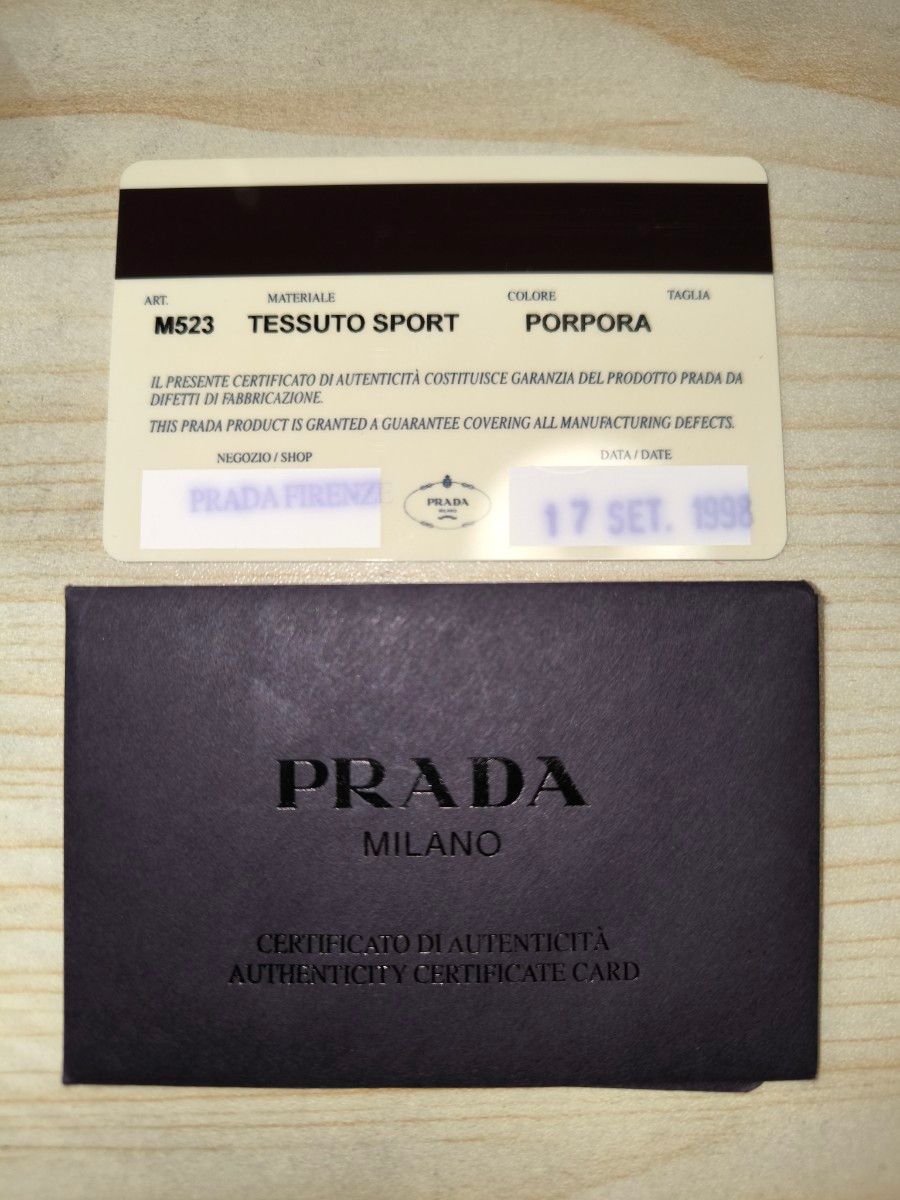 ART. MATERIALE COLORE TAGLIA
M523 TESSUTO SPORT PORPORA
IL PRESENTE CERTIFICATO DI AUTENTICITÀ COSTITUISCE GARANZIA DEL PRODOTTO PRADA DA
DIFETTI DI FABBRICAZIONE.
THIS PRADA PRODUCT IS GRANTED A GUARANTEE COVERING ALL MANUFACTURING DEFECTS.
NEGOZIO / SHOP DATA / DATE
PRADA FIRENZE
PRADA
MILANO
17 SET. 1998
PRADA
MILANO
CERTIFICATO DI AUTENTICITÀ
AUTHENTICITY CERTIFICATE CARD